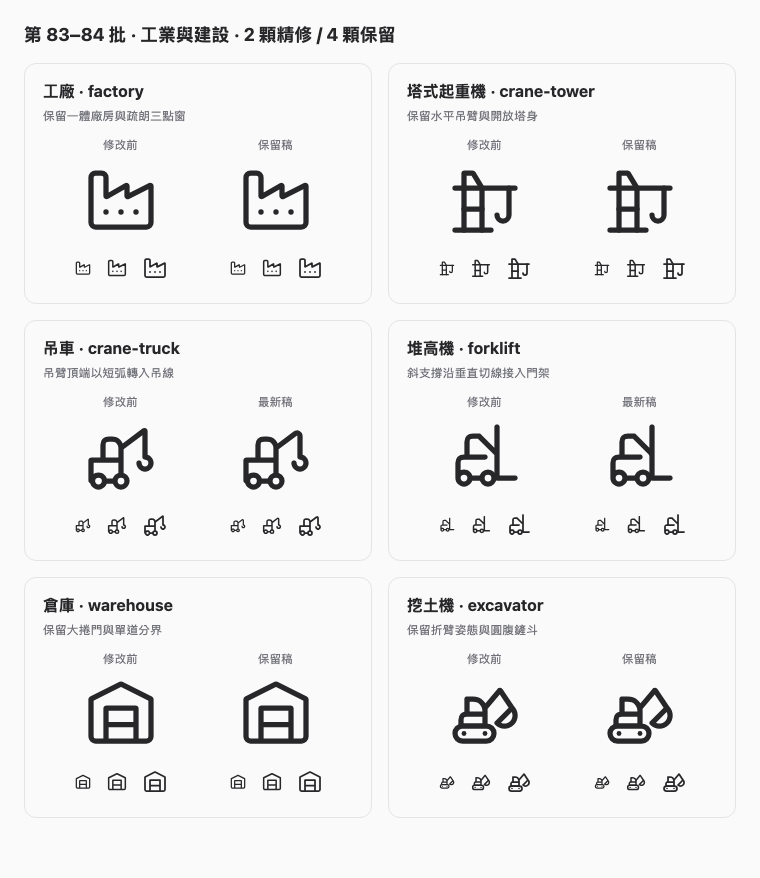 第 83–84 批 · 工業與建設 · 2 顆精修 / 4 顆保留
工廠 · factory
保留一體廠房與疏朗三點窗
修改前
保留稿
塔式起重機 · crane-tower
保留水平吊臂與開放塔身
修改前
保留稿
吊車 · crane-truck
吊臂頂端以短弧轉入吊線
修改前
最新稿
堆高機 · forklift
斜支撐沿垂直切線接入門架
修改前
最新稿
倉庫 · warehouse
保留大捲門與單道分界
修改前
保留稿
挖土機 · excavator
保留折臂姿態與圓腹鏟斗
修改前
保留稿